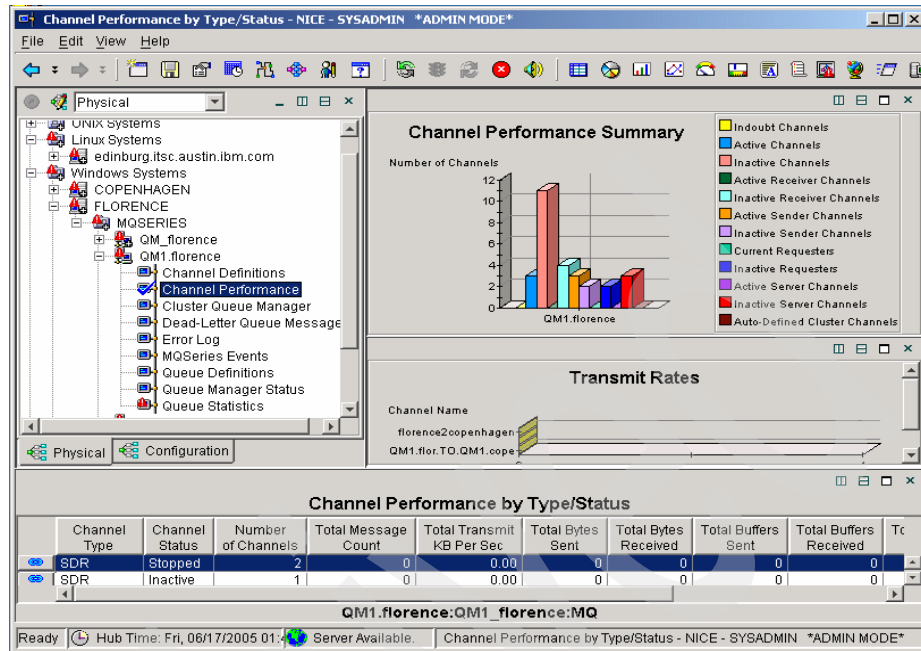 Channel Performance by Type/Status - NICE - SYSADMIN *ADMIN MODE*
File Edit View Help
Physical
UNIX Systems
Linux Systems
edinburg.itsc.austin.ibm.com
Windows Systems
COPENHAGEN
FLORENCE
MQSERIES
QM_florence
QM1.florence
Channel Definitions
Channel Performance
Cluster Queue Manager
Dead-Letter Queue Message
Error Log
MQSeries Events
Queue Definitions
Queue Manager Status
Queue Statistics
Physical Configuration
Channel Performance Summary
Number of Channels
12
10
8
6
4
2
0
QM1.florence
Indoubt Channels
Active Channels
Inactive Channels
Active Receiver Channels
Inactive Receiver Channels
Active Sender Channels
Inactive Sender Channels
Current Requesters
Inactive Requesters
Active Server Channels
Inactive Server Channels
Auto-Defined Cluster Channels
Transmit Rates
Channel Name
florence2copenhagen
QM1.flor.TO.QM1.cope
Channel Performance by Type/Status
Channel Type Channel Status Number of Channels Total Message Count Total Transmit KB Per Sec Total Bytes Sent Total Bytes Received Total Buffers Sent Total Buffers Received
SDR Stopped 2 0 0.00 0 0 0 0
SDR Inactive 1 0 0.00 0 0 0 0
QM1.florence:QM1_florence:MQ
Ready Hub Time: Fri, 06/17/2005 01: Server Available. Channel Performance by Type/Status - NICE - SYSADMIN *ADMIN MODE*